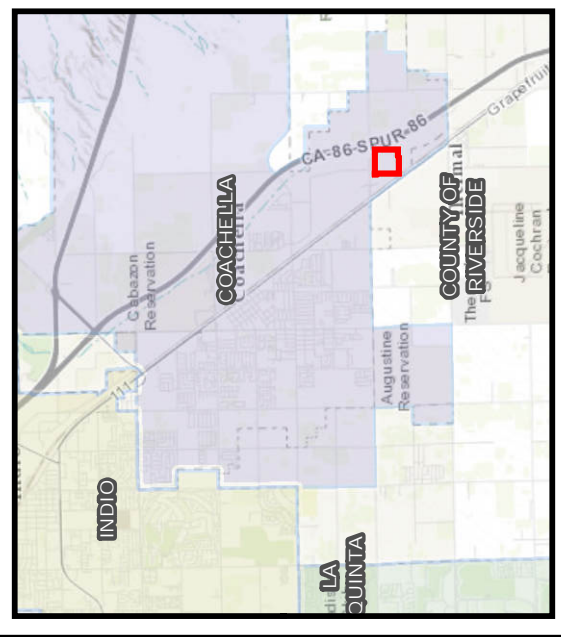 CA-86-SPUR-86
Grapefruit
COACHELLA
Coachella
COUNTY OF
RIVERSIDE
Jacqueline
Cochran
Cabazon
Reservation
Augustine
Reservation
111
INDIO
LA
QUINTA